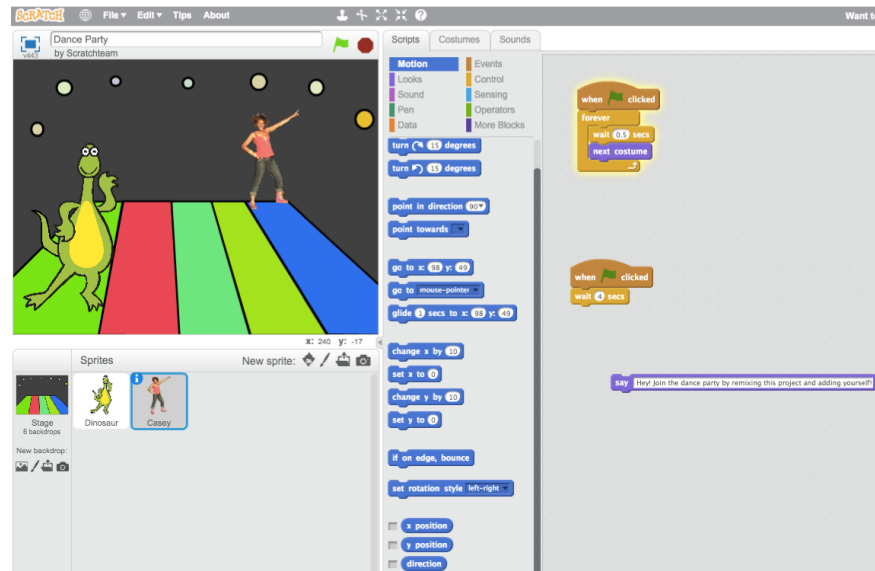 SCRATCH File Edit Tips About Want to
Dance Party
by Scratchteam
v443
X: 240 Y: -17
Sprites New sprite:
Stage
6 backdrops
New backdrop:
Dinosaur
Casey
Scripts Costumes Sounds
Motion Events
Looks Control
Sound Sensing
Pen Operators
Data More Blocks
turn 15 degrees
turn 15 degrees
point in direction 90
point towards
go to x: 98 y: 49
go to mouse-pointer
glide 1 secs to x: 98 y: 49
change x by 10
set x to 0
change y by 10
set y to 0
if on edge, bounce
set rotation style left-right
x position
y position
direction
when clicked
forever
wait 0.5 secs
next costume
when clicked
wait 4 secs
say Hey! Join the dance party by remixing this project and adding yourself!